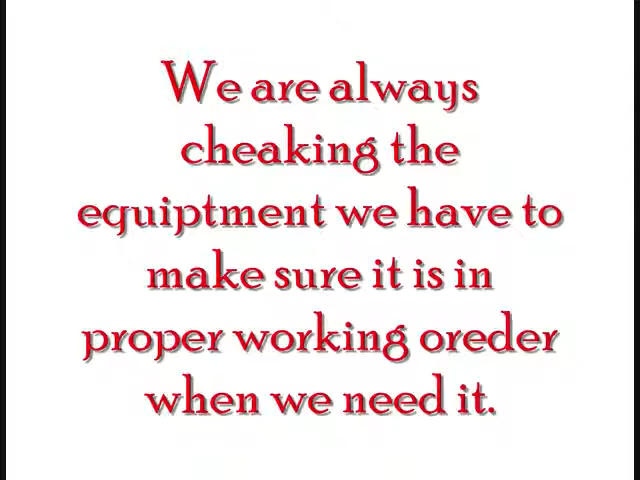 We are always
cheaking the
equiptment we have to
make sure it is in
proper working oreder
when we need it.